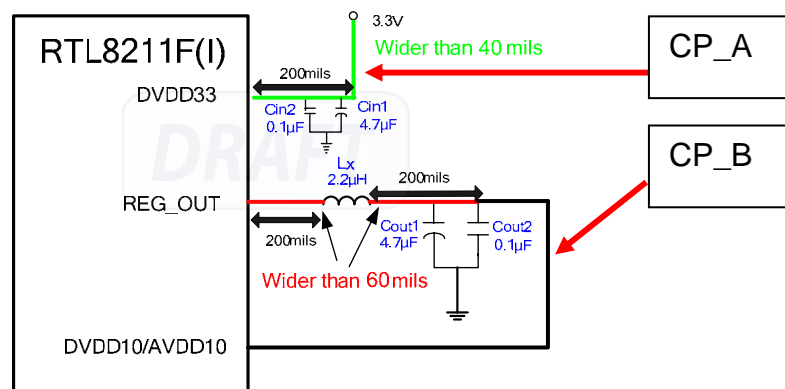 3.3V
RTL8211F(I)
Wider than 40 mils
CP_A
200mils
DVDD33
Cin2
0.1µF
Cin1
4.7µF
DRAFT
CP_B
Lx
2.2µH
200mils
REG_OUT
200mils
Cout1
4.7µF
Cout2
0.1µF
Wider than 60 mils
DVDD10/AVDD10